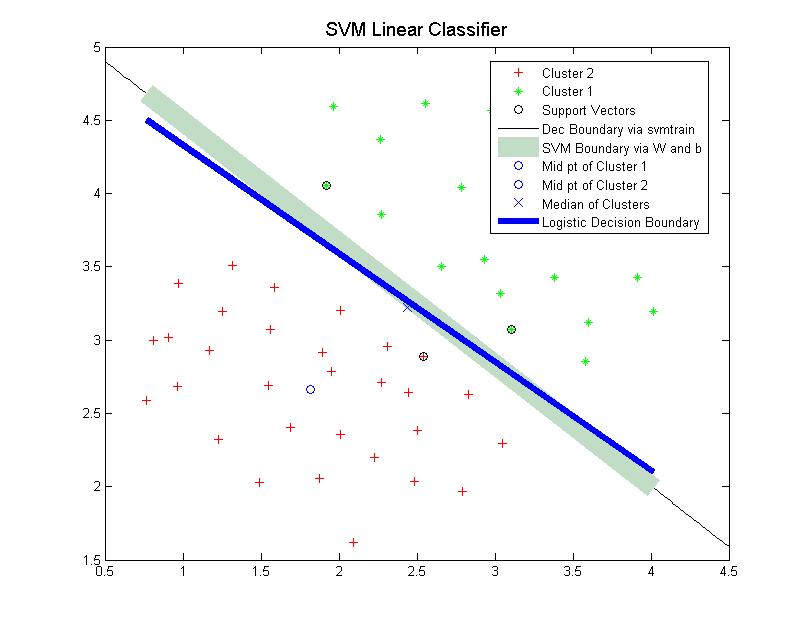 SVM Linear Classifier
5
4.5
4
3.5
3
2.5
2
1.5
0.5
1
1.5
2
2.5
3
3.5
4
4.5
Cluster 2
Cluster 1
Support Vectors
Dec Boundary via svmtrain
SVM Boundary via W and b
Mid pt of Cluster 1
Mid pt of Cluster 2
Median of Clusters
Logistic Decision Boundary